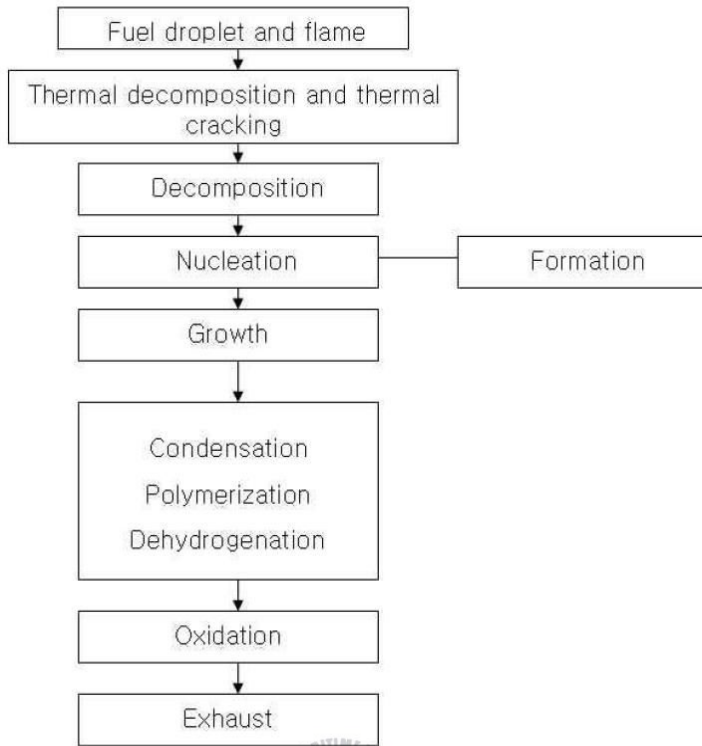 Fuel droplet and flame
Thermal decomposition and thermal
cracking
Decomposition
Nucleation
Formation
Growth
Condensation
Polymerization
Dehydrogenation
Oxidation
Exhaust